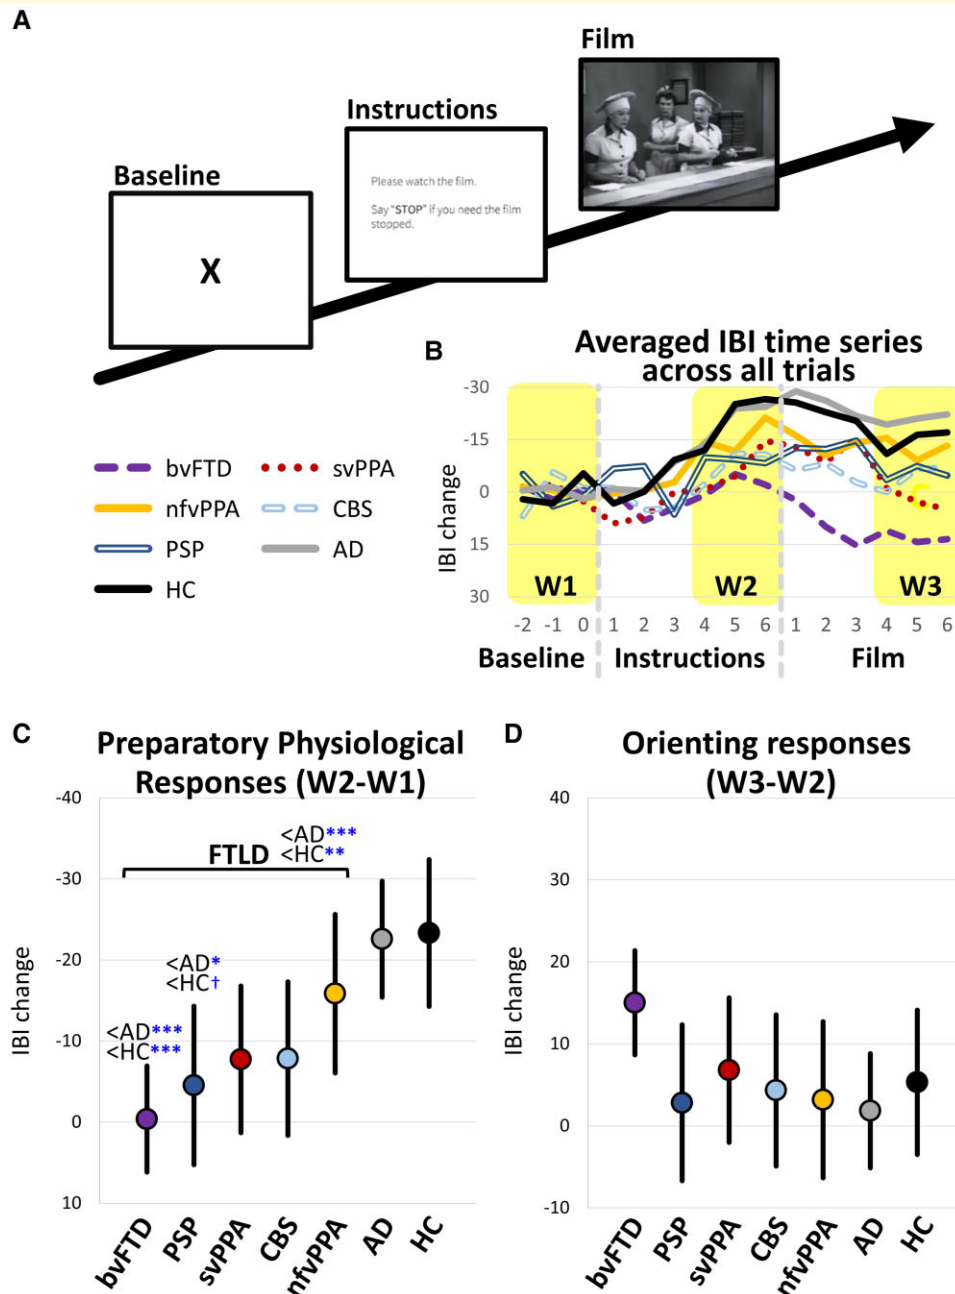 A
Film
Instructions
Please watch the film.
Say "STOP" if you need the film
stopped.
Baseline
X
B
Averaged IBI time series
across all trials
-30
-15
0
15
30
IBI change
W1
W2
W3
-2 -1 0 1 2 3 4 5 6 1 2 3 4 5 6
Baseline Instructions Film
bvFTD
svPPA
nfvPPA
CBS
PSP
AD
HC
C
Preparatory Physiological
Responses (W2-W1)
-40
-30
-20
-10
0
10
IBI change
FTLD
<AD***
<HC**
<AD*
<HC†
<AD***
<HC***
bvFTD PSP svPPA CBS nfvPPA AD HC
D
Orienting responses
(W3-W2)
40
30
20
10
0
-10
IBI change
bvFTD PSP svPPA CBS nfvPPA AD HC